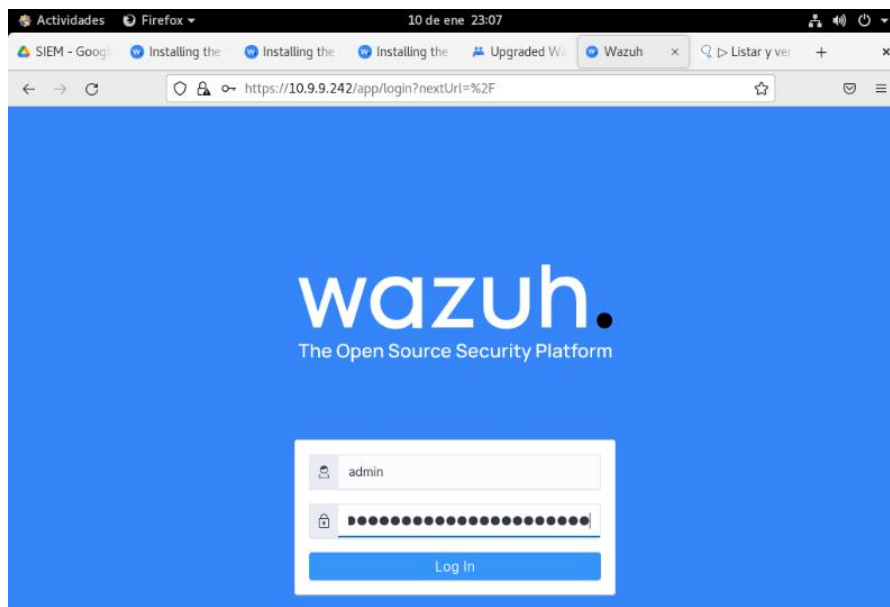 Actividades Firefox 10 de ene 23:07
SIEM - Googl Installing the Installing the Installing the Upgraded Wa Wazuh Listar y ver
https://10.9.9.242/app/login?nextUrl=%2F
wazuh.
The Open Source Security Platform
admin
Log In